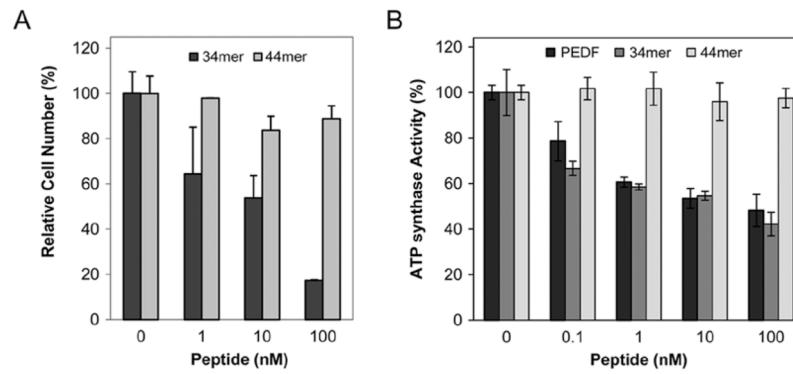 A
34mer 44mer
Relative Cell Number (%)
120
100
80
60
40
20
0
0 1 10 100
Peptide (nM)
B
PEDF 34mer 44mer
ATP synthase Activity (%)
120
100
80
60
40
20
0
0 0.1 1 10 100
Peptide (nM)